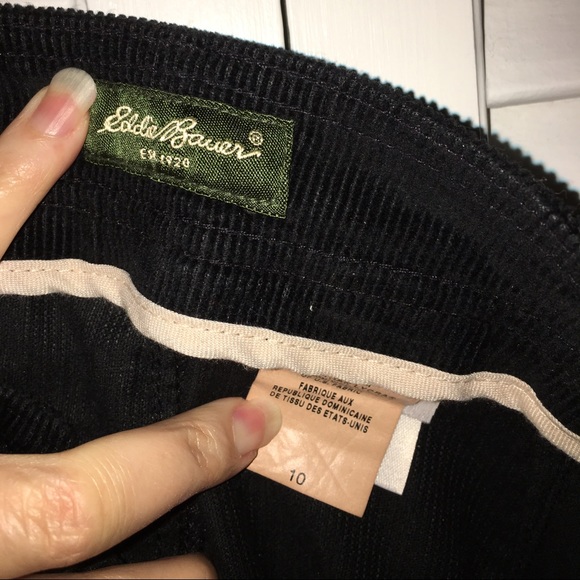 Eddie Bauer®
EST. 1920
FABRIQUE AUX
REPUBLIQUE DOMINICAINE
DE TISSU DES ETATS-UNIS
10